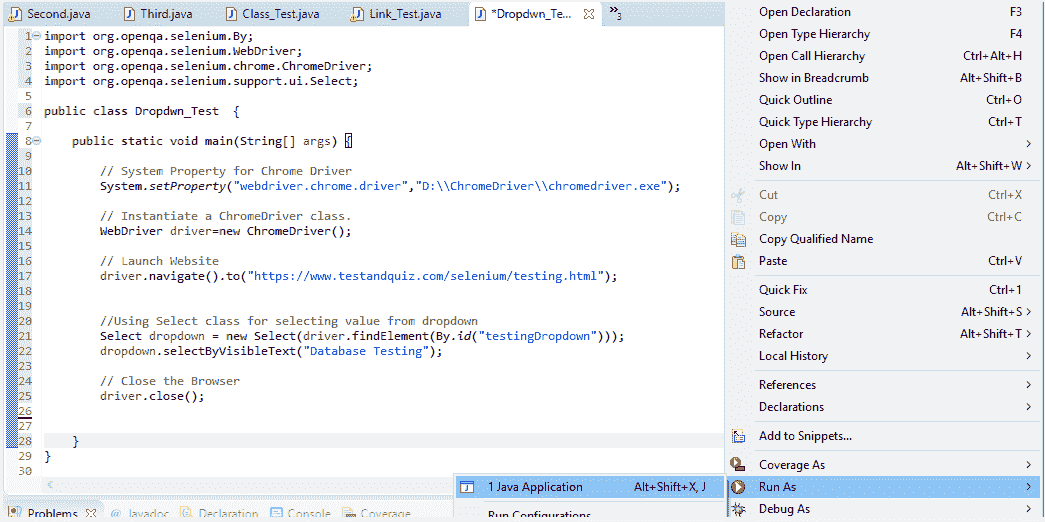 Second.java Third.java Class_Test.java Link_Test.java *Dropdwn_Te... »3
1 import org.openqa.selenium.By;
2 import org.openqa.selenium.WebDriver;
3 import org.openqa.selenium.chrome.ChromeDriver;
4 import org.openqa.selenium.support.ui.Select;
5
6 public class Dropdwn_Test  {
7
8     public static void main(String[] args) {
9
10         // System Property for Chrome Driver
11         System.setProperty("webdriver.chrome.driver","D:\\ChromeDriver\\chromedriver.exe");
12
13         // Instantiate a ChromeDriver class.
14         WebDriver driver=new ChromeDriver();
15
16         // Launch Website
17         driver.navigate().to("https://www.testandquiz.com/selenium/testing.html");
18
19
20         //Using Select class for selecting value from dropdown
21         Select dropdown = new Select(driver.findElement(By.id("testingDropdown")));
22         dropdown.selectByVisibleText("Database Testing");
23
24         // Close the Browser
25         driver.close();
26
27
28     }
29 }
30
Problems @ Javadoc Declaration Console Coverage
Open Declaration F3
Open Type Hierarchy F4
Open Call Hierarchy Ctrl+Alt+H
Show in Breadcrumb Alt+Shift+B
Quick Outline Ctrl+O
Quick Type Hierarchy Ctrl+T
Open With >
Show In Alt+Shift+W >
Cut Ctrl+X
Copy Ctrl+C
Copy Qualified Name
Paste Ctrl+V
Quick Fix Ctrl+1
Source Alt+Shift+S >
Refactor Alt+Shift+T >
Local History >
References >
Declarations >
Add to Snippets...
Coverage As >
Run As >
Debug As >
1 Java Application Alt+Shift+X, J
Run Configurations...